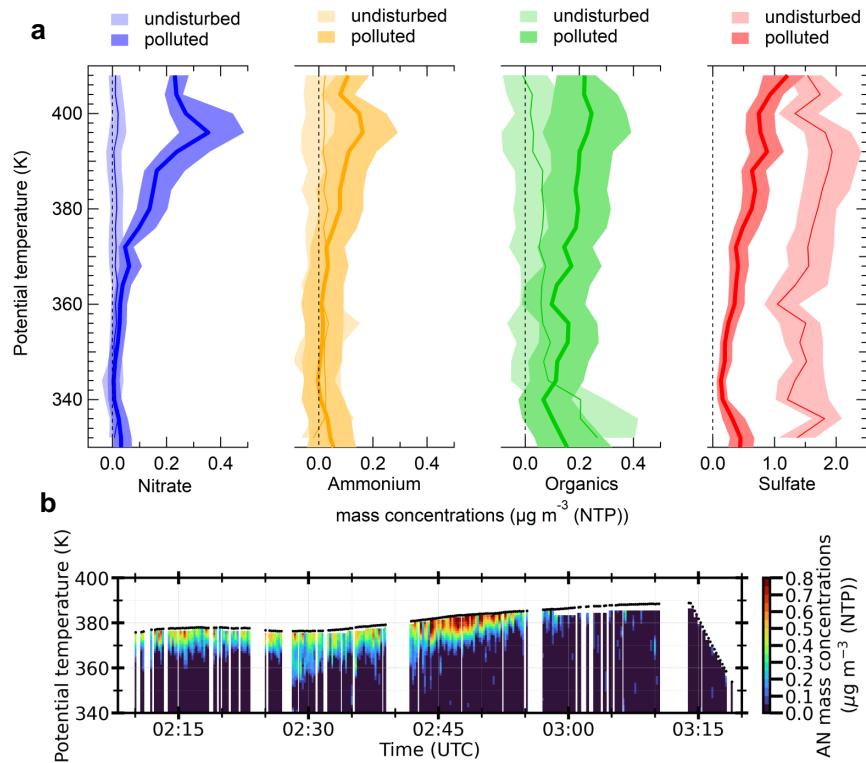 a
undisturbed
polluted
undisturbed
polluted
undisturbed
polluted
undisturbed
polluted
Potential temperature (K)
400
380
360
340
0.0 0.2 0.4
Nitrate
0.0 0.2 0.4
Ammonium
0.0 0.2 0.4
Organics
0.0 1.0 2.0
Sulfate
mass concentrations (µg m⁻³ (NTP))
b
Potential temperature (K)
400
380
360
340
02:15 02:30 02:45 03:00 03:15
Time (UTC)
0.8
0.7
0.6
0.5
0.4
0.3
0.2
0.1
0.0
AN mass concentrations
(µg m⁻³ (NTP))